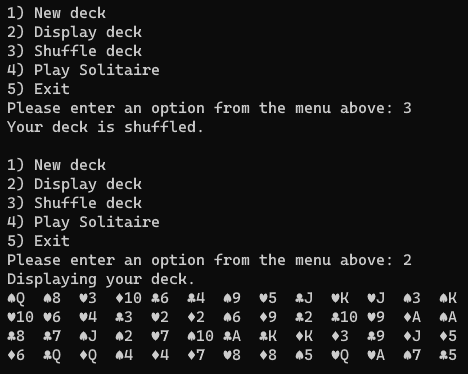 1) New deck
2) Display deck
3) Shuffle deck
4) Play Solitaire
5) Exit
Please enter an option from the menu above: 3
Your deck is shuffled.
1) New deck
2) Display deck
3) Shuffle deck
4) Play Solitaire
5) Exit
Please enter an option from the menu above: 2
Displaying your deck.
♠Q ♠8 ♥3 ♦10 ♣6 ♣4 ♠9 ♥5 ♣J ♥K ♥J ♠3 ♠K
♥10 ♥6 ♥4 ♣3 ♥2 ♦2 ♠6 ♦9 ♣2 ♣10 ♥9 ♦A ♠A
♣8 ♣7 ♠J ♠2 ♥7 ♠10 ♣A ♣K ♦K ♦3 ♣9 ♦J ♦5
♦6 ♣Q ♦Q ♠4 ♦4 ♦7 ♥8 ♦8 ♠5 ♥Q ♥A ♠7 ♣5